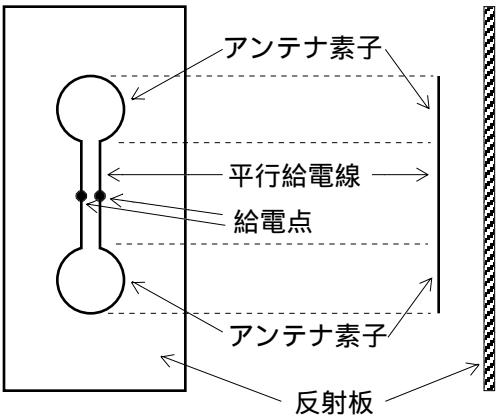 アンテナ素子
平行給電線
給電点
アンテナ素子
反射板